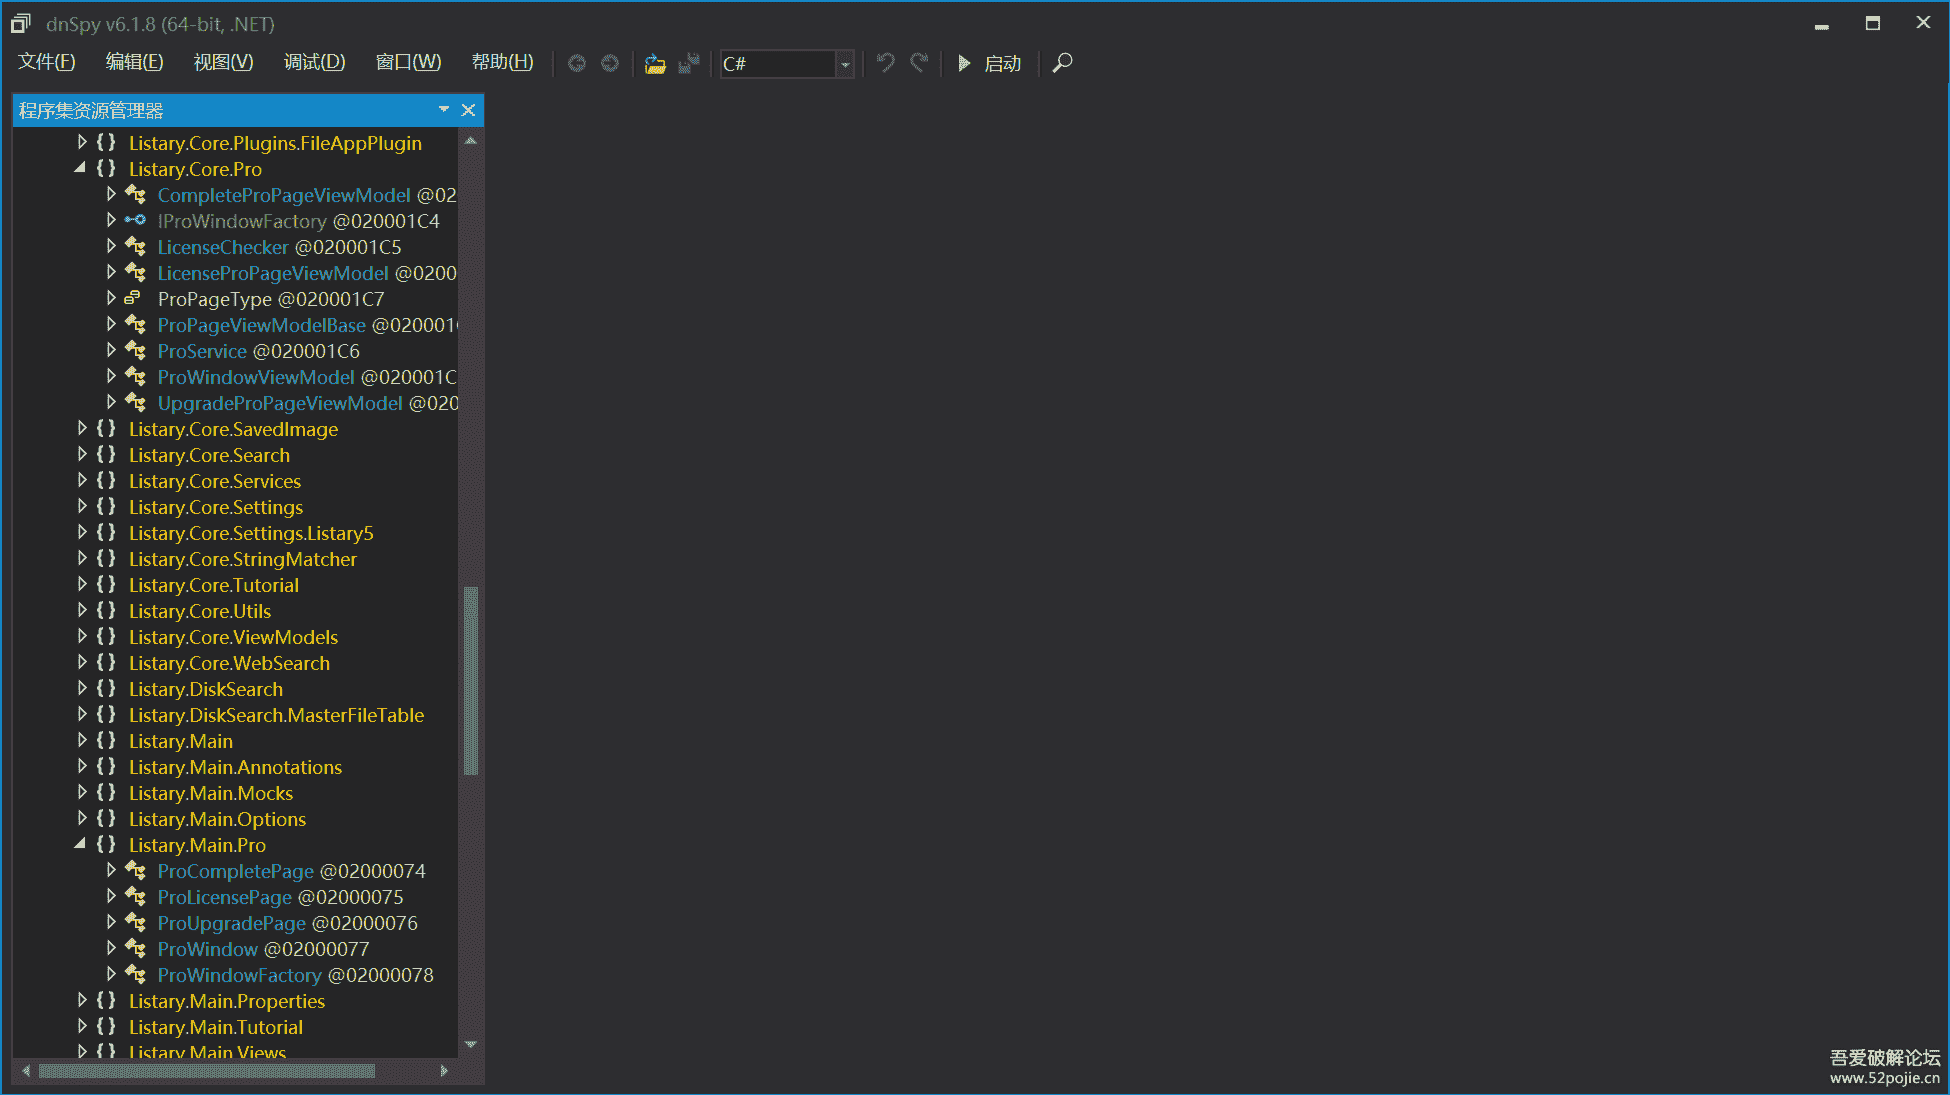 dnSpy v6.1.8 (64-bit, .NET)
文件(F) 编辑(E) 视图(V) 调试(D) 窗口(W) 帮助(H) C# 启动
程序集资源管理器
Listary.Core.Plugins.FileAppPlugin
Listary.Core.Pro
CompleteProPageViewModel @02
IProWindowFactory @020001C4
LicenseChecker @020001C5
LicenseProPageViewModel @0200
ProPageType @020001C7
ProPageViewModelBase @020001
ProService @020001C6
ProWindowViewModel @020001C
UpgradeProPageViewModel @020
Listary.Core.SavedImage
Listary.Core.Search
Listary.Core.Services
Listary.Core.Settings
Listary.Core.Settings.Listary5
Listary.Core.StringMatcher
Listary.Core.Tutorial
Listary.Core.Utils
Listary.Core.ViewModels
Listary.Core.WebSearch
Listary.DiskSearch
Listary.DiskSearch.MasterFileTable
Listary.Main
Listary.Main.Annotations
Listary.Main.Mocks
Listary.Main.Options
Listary.Main.Pro
ProCompletePage @02000074
ProLicensePage @02000075
ProUpgradePage @02000076
ProWindow @02000077
ProWindowFactory @02000078
Listary.Main.Properties
Listary.Main.Tutorial
Listary.Main.Views
吾爱破解论坛
www.52pojie.cn